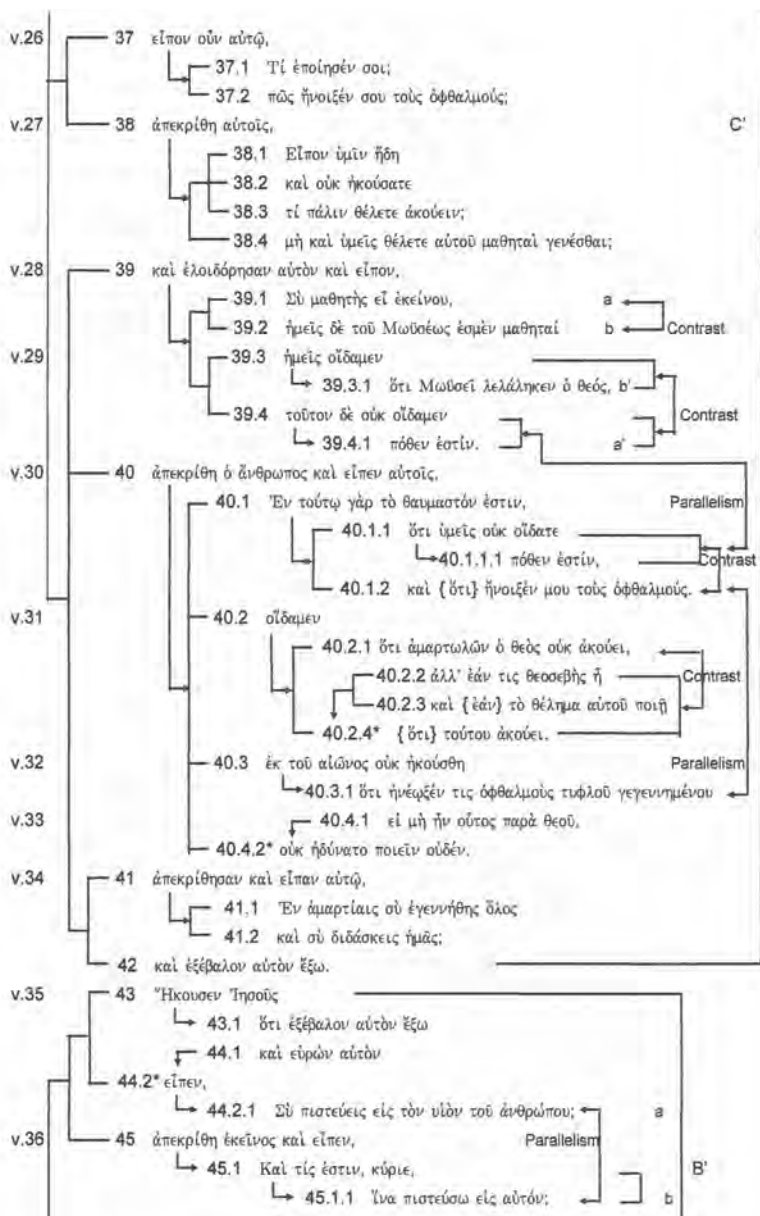 v.26 37 εἶπον οὖν αὐτῷ,
37.1 Τί ἐποίησέν σοι;
37.2 πῶς ἤνοιξέν σου τοὺς ὀφθαλμούς;
v.27 38 ἀπεκρίθη αὐτοῖς, C'
38.1 Εἶπον ὑμῖν ἤδη
38.2 καὶ οὐκ ἠκούσατε
38.3 τί πάλιν θέλετε ἀκούειν;
38.4 μὴ καὶ ὑμεῖς θέλετε αὐτοῦ μαθηταὶ γενέσθαι;
v.28 39 καὶ ἐλοιδόρησαν αὐτὸν καὶ εἶπον,
39.1 Σὺ μαθητὴς εἶ ἐκείνου, a
39.2 ἡμεῖς δὲ τοῦ Μωϋσέως ἐσμὲν μαθηταί b Contrast
v.29 39.3 ἡμεῖς οἴδαμεν
39.3.1 ὅτι Μωϋσεῖ λελάληκεν ὁ θεός, b'
39.4 τοῦτον δὲ οὐκ οἴδαμεν Contrast
39.4.1 πόθεν ἐστίν. a'
v.30 40 ἀπεκρίθη ὁ ἄνθρωπος καὶ εἶπεν αὐτοῖς,
40.1 Ἐν τούτῳ γὰρ τὸ θαυμαστόν ἐστιν, Parallelism
40.1.1 ὅτι ὑμεῖς οὐκ οἴδατε
40.1.1.1 πόθεν ἐστίν, Contrast
40.1.2 καὶ {ὅτι} ἤνοιξέν μου τοὺς ὀφθαλμούς.
v.31 40.2 οἴδαμεν
40.2.1 ὅτι ἁμαρτωλῶν ὁ θεὸς οὐκ ἀκούει,
40.2.2 ἀλλ' ἐάν τις θεοσεβὴς ᾖ Contrast
40.2.3 καὶ {ἐὰν} τὸ θέλημα αὐτοῦ ποιῇ
40.2.4* {ὅτι} τούτου ἀκούει.
v.32 40.3 ἐκ τοῦ αἰῶνος οὐκ ἠκούσθη Parallelism
40.3.1 ὅτι ἠνέῳξέν τις ὀφθαλμοὺς τυφλοῦ γεγεννημένου
v.33 40.4.1 εἰ μὴ ἦν οὗτος παρὰ θεοῦ,
40.4.2* οὐκ ἠδύνατο ποιεῖν οὐδέν.
v.34 41 ἀπεκρίθησαν καὶ εἶπαν αὐτῷ,
41.1 Ἐν ἁμαρτίαις σὺ ἐγεννήθης ὅλος
41.2 καὶ σὺ διδάσκεις ἡμᾶς;
42 καὶ ἐξέβαλον αὐτὸν ἔξω.
v.35 43 Ἤκουσεν Ἰησοῦς
43.1 ὅτι ἐξέβαλον αὐτὸν ἔξω
44.1 καὶ εὑρὼν αὐτὸν
44.2* εἶπεν,
44.2.1 Σὺ πιστεύεις εἰς τὸν υἱὸν τοῦ ἀνθρώπου; a
v.36 45 ἀπεκρίθη ἐκεῖνος καὶ εἶπεν, Parallelism
45.1 Καὶ τίς ἐστιν, κύριε, B'
45.1.1 ἵνα πιστεύσω εἰς αὐτόν; b